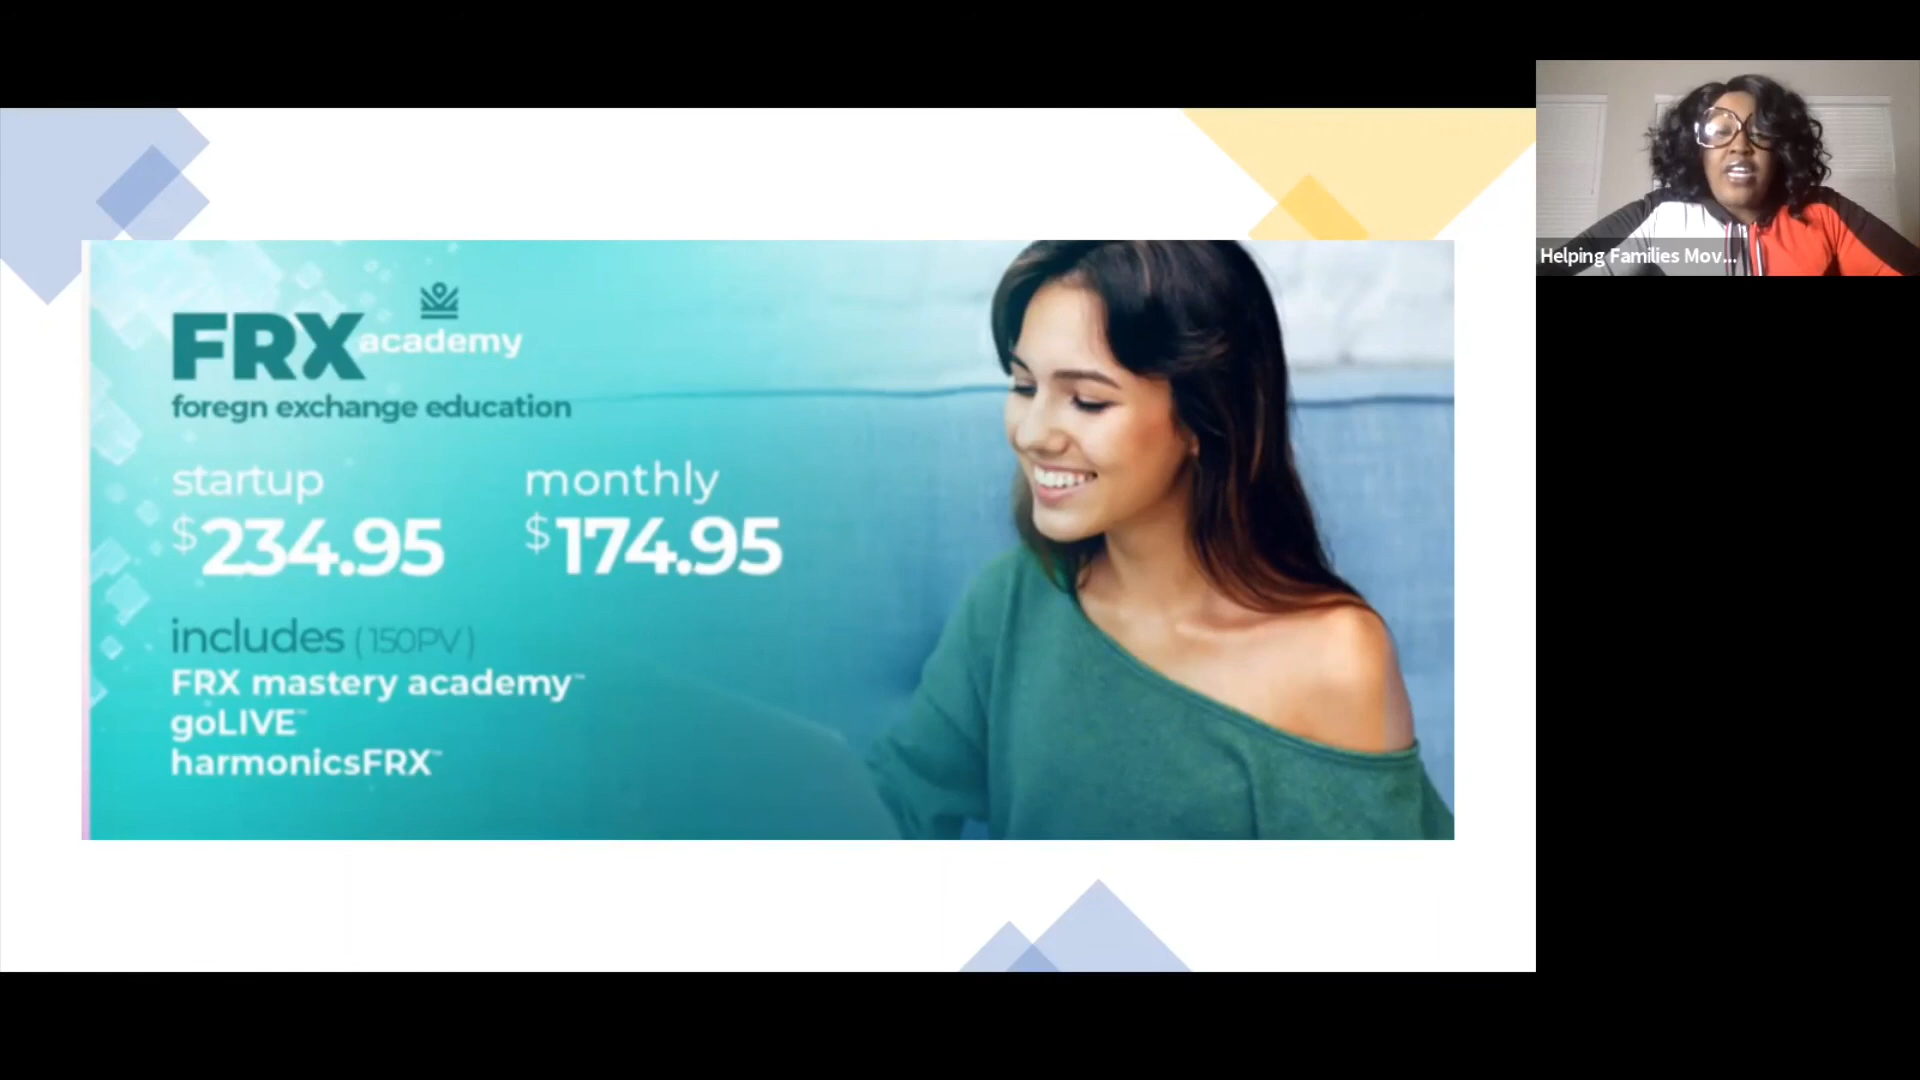 FRX academy
foregn exchange education
startup monthly
$234.95 $174.95
includes (150PV)
FRX mastery academy™
goLIVE™
harmonicsFRX™
Helping Families Mov...